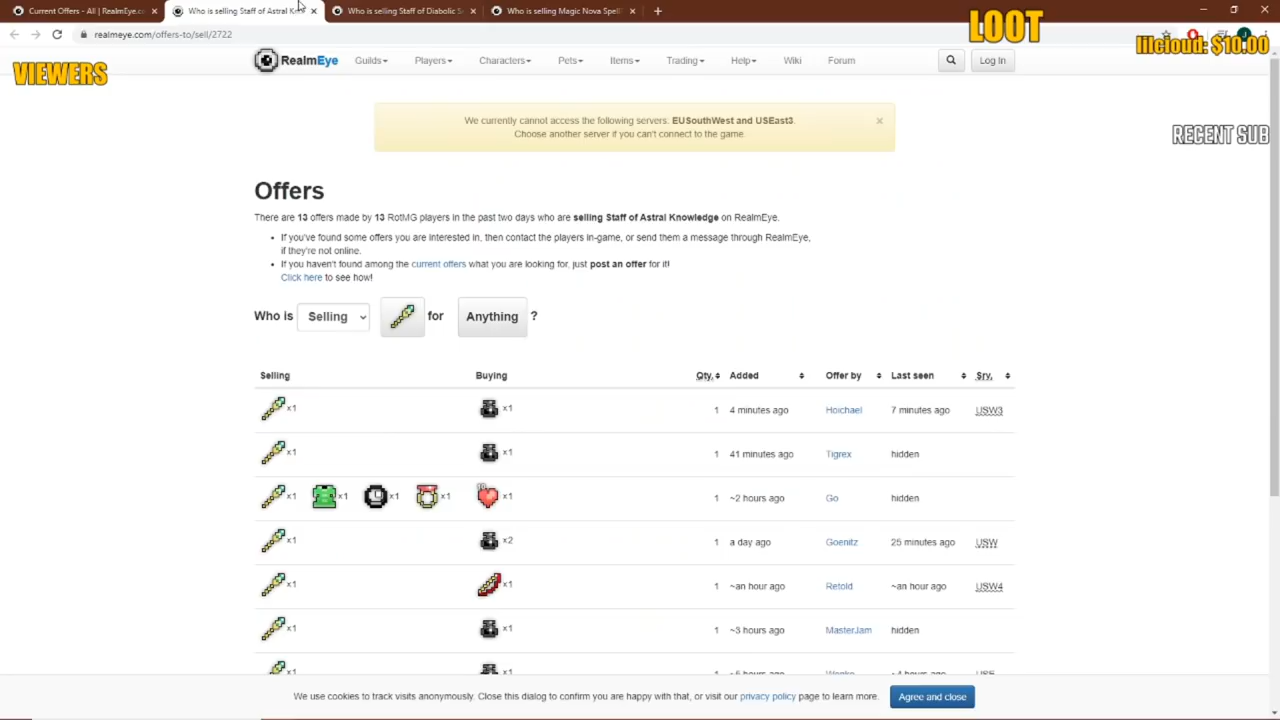 Current Offers - All | RealmEye.c
Who is selling Staff of Astral Kn
Who is selling Staff of Diabolic S
Who is selling Magic Nova Spell
realmeye.com/offers-to/sell/2722
LOOT
lilcloud: $10.00
VIEWERS
RECENT SUB
RealmEye
Guilds
Players
Characters
Pets
Items
Trading
Help
Wiki
Forum
Log In
We currently cannot access the following servers: EUSouthWest and USEast3.
Choose another server if you can't connect to the game.
×
Offers
There are 13 offers made by 13 RotMG players in the past two days who are selling Staff of Astral Knowledge on RealmEye.
• If you've found some offers you are interested in, then contact the players in-game, or send them a message through RealmEye,
if they're not online.
• If you haven't found among the current offers what you are looking for, just post an offer for it!
Click here to see how!
Who is Selling for Anything ?
Selling Buying Qty. Added Offer by Last seen Srv.
x1 x1 1 4 minutes ago Hoichael 7 minutes ago USW3
x1 x1 1 41 minutes ago Tigrex hidden
x1 x1 x1 x1 x1 1 ~2 hours ago Go hidden
x1 x2 1 a day ago Goenitz 25 minutes ago USW
x1 x1 1 ~an hour ago Retold ~an hour ago USW4
x1 x1 1 ~3 hours ago MasterJam hidden
x1 x1
We use cookies to track visits anonymously. Close this dialog to confirm you are happy with that, or visit our privacy policy page to learn more.
Agree and close